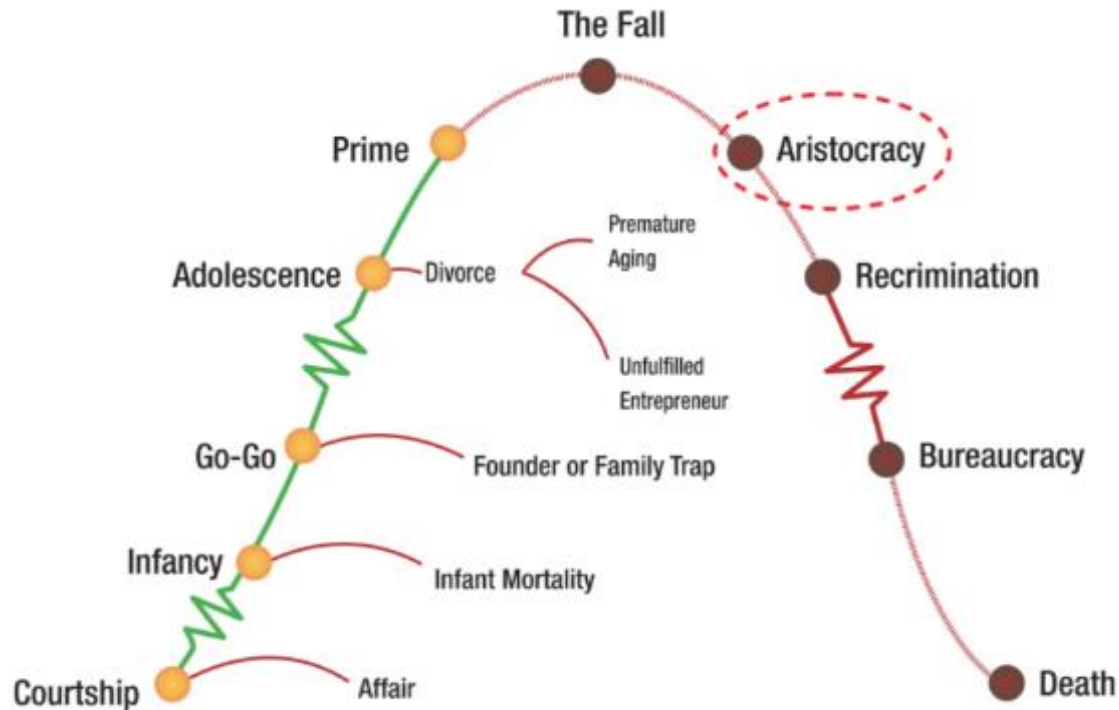 The Fall
Prime
Aristocracy
Premature
Aging
Adolescence
Divorce
Recrimination
Unfulfilled
Entrepreneur
Go-Go
Founder or Family Trap
Bureaucracy
Infancy
Infant Mortality
Courtship
Affair
Death